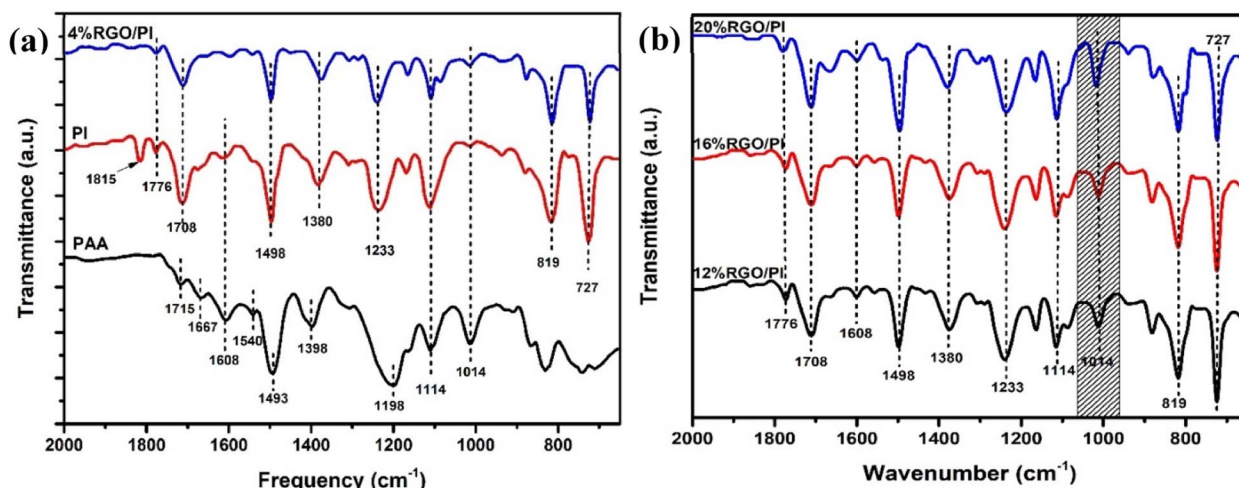 (a)
4%RGO/PI
PI
1815
1776
1708
1498
1380
1233
819
727
PAA
1715
1667
1608
1540
1493
1398
1198
1114
1014
Transmittance (a.u.)
2000 1800 1600 1400 1200 1000 800
Frequency (cm-1)
(b)
20%RGO/PI
727
16%RGO/PI
12%RGO/PI
1776
1708
1608
1498
1380
1233
1114
1014
819
Transmittance (a.u.)
2000 1800 1600 1400 1200 1000 800
Wavenumber (cm-1)